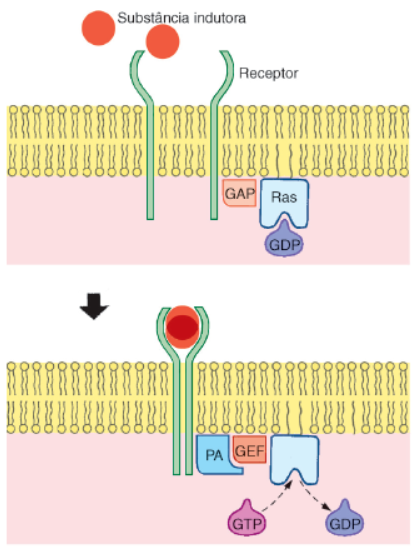 Substância indutora
Receptor
GAP
Ras
GDP
PA
GEF
GTP
GDP